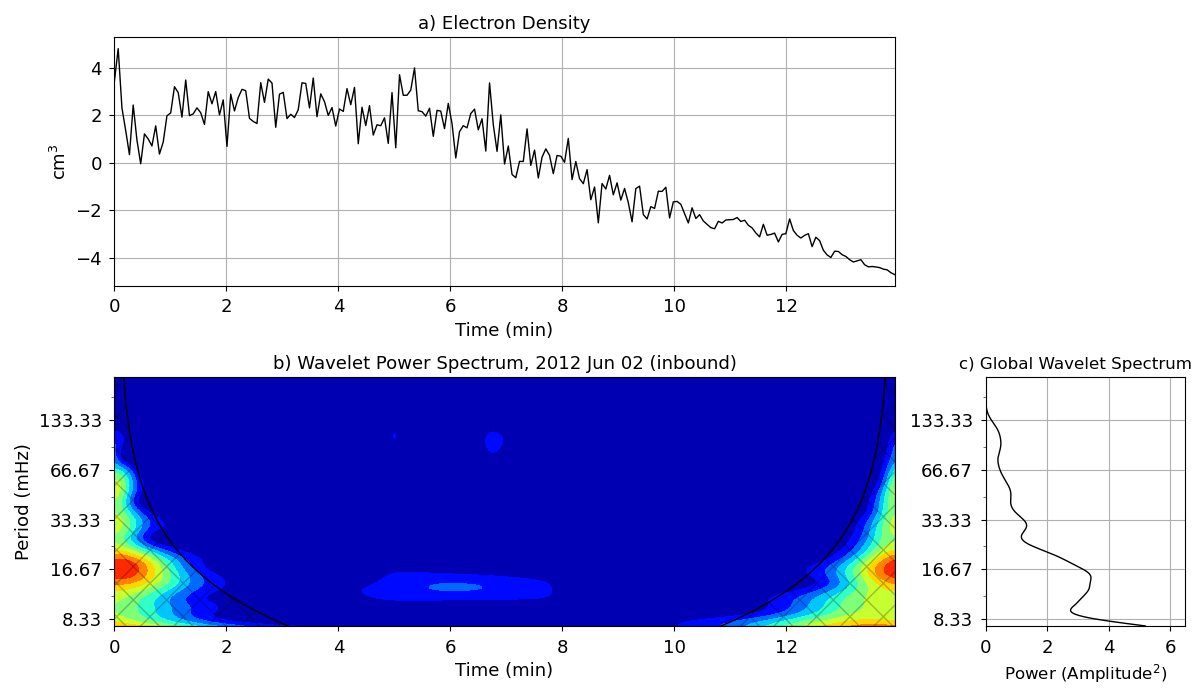 a) Electron Density
4
2
0
−2
−4
cm³
0 2 4 6 8 10 12
Time (min)
b) Wavelet Power Spectrum, 2012 Jun 02 (inbound)
133.33
66.67
33.33
16.67
8.33
Period (mHz)
0 2 4 6 8 10 12
Time (min)
c) Global Wavelet Spectrum
133.33
66.67
33.33
16.67
8.33
0 2 4 6
Power (Amplitude²)